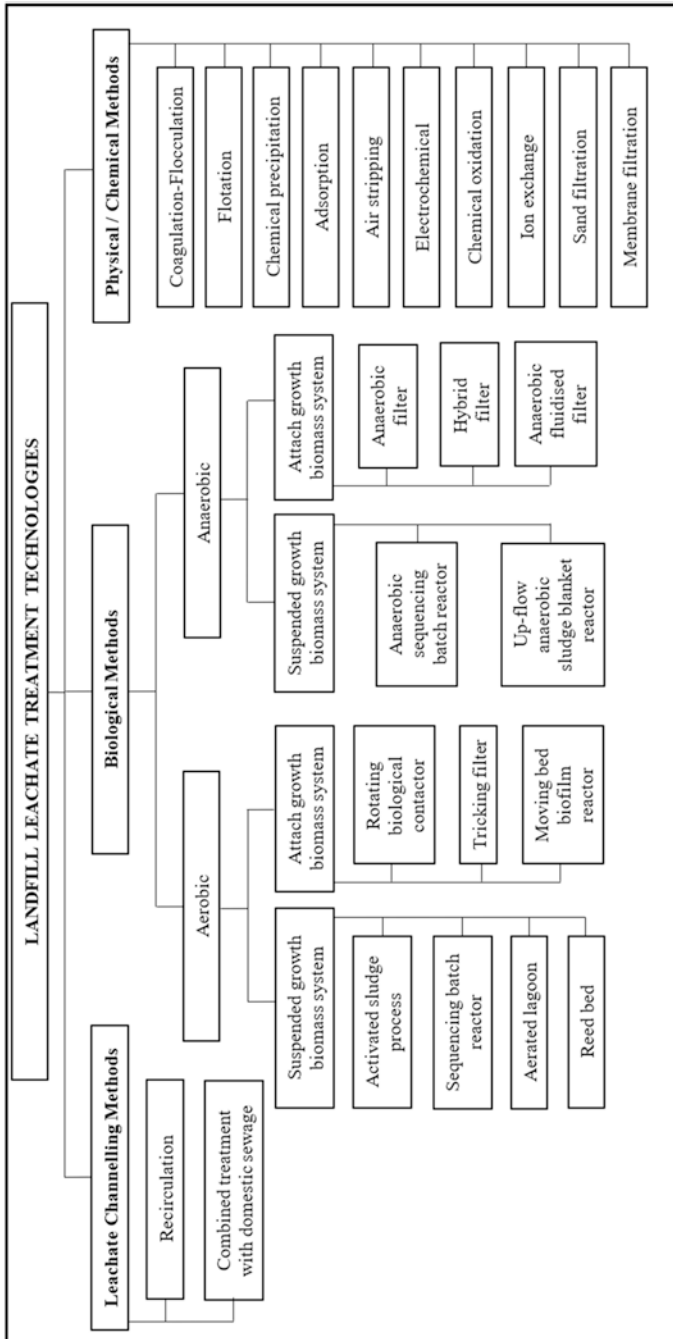 LANDFILL LEACHATE TREATMENT TECHNOLOGIES
Leachate Channelling Methods
Recirculation
Combined treatment
with domestic sewage
Biological Methods
Aerobic
Suspended growth
biomass system
Activated sludge
process
Sequencing batch
reactor
Aerated lagoon
Reed bed
Attach growth
biomass system
Rotating
biological
contactor
Tricking filter
Moving bed
biofilm
reactor
Anaerobic
Suspended growth
biomass system
Anaerobic
sequencing
batch reactor
Up-flow
anaerobic
sludge blanket
reactor
Attach growth
biomass system
Anaerobic
filter
Hybrid
filter
Anaerobic
fluidised filter
Physical / Chemical Methods
Coagulation-Flocculation
Flotation
Chemical precipitation
Adsorption
Air stripping
Electrochemical
Chemical oxidation
Ion exchange
Sand filtration
Membrane filtration